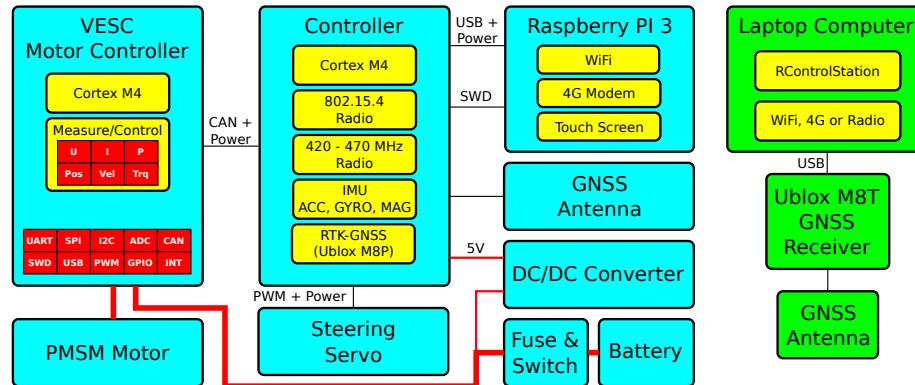 VESC
Motor Controller
Cortex M4
Measure/Control
U I P
Pos Vel Trq
UART SPI I2C ADC CAN
SWD USB PWM GPIO INT
PMSM Motor
CAN +
Power
Controller
Cortex M4
802.15.4
Radio
420 - 470 MHz
Radio
IMU
ACC, GYRO, MAG
RTK-GNSS
(Ublox M8P)
PWM + Power
Steering
Servo
USB +
Power
SWD
5V
Raspberry PI 3
WiFi
4G Modem
Touch Screen
GNSS
Antenna
DC/DC Converter
Fuse &
Switch
Battery
Laptop Computer
RControlStation
WiFi, 4G or Radio
USB
Ublox M8T
GNSS
Receiver
GNSS
Antenna